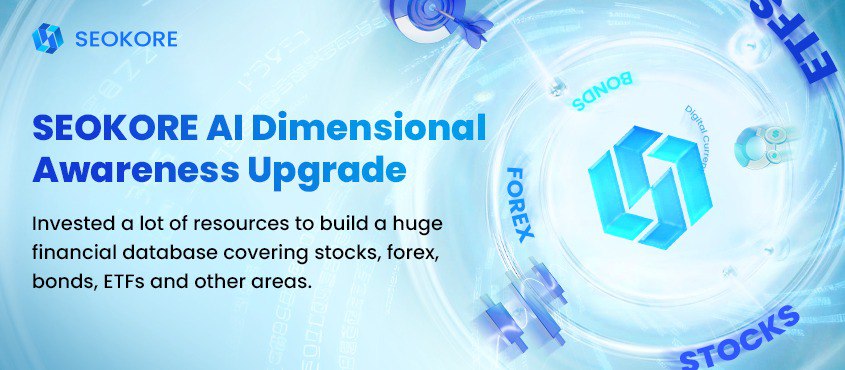 SEOKORE
SEOKORE AI Dimensional
Awareness Upgrade
Invested a lot of resources to build a huge
financial database covering stocks, forex,
bonds, ETFs and other areas.
ETFS
BONDS
Digital
FOREX
STOCKS